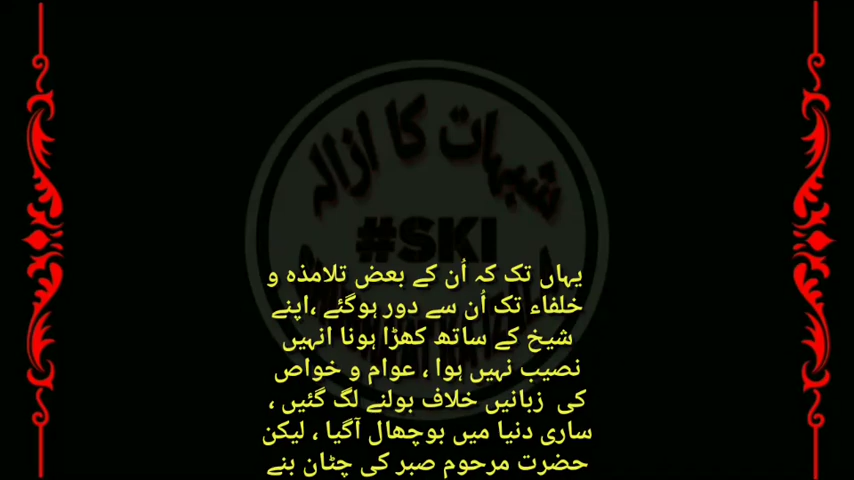 شبہات کا ازالہ
#SKI
یہاں تک کہ اُن کے بعض تلامذہ و
خلفاء تک اُن سے دور ہوگئے ،اپنے
شیخ کے ساتھ کھڑا ہونا انہیں
نصیب نہیں ہوا ، عوام و خواص
کی زبانیں خلاف بولنے لگ گئیں ،
ساری دنیا میں بوچھال آگیا ، لیکن
حضرت مرحوم صبر کی چٹان بنے